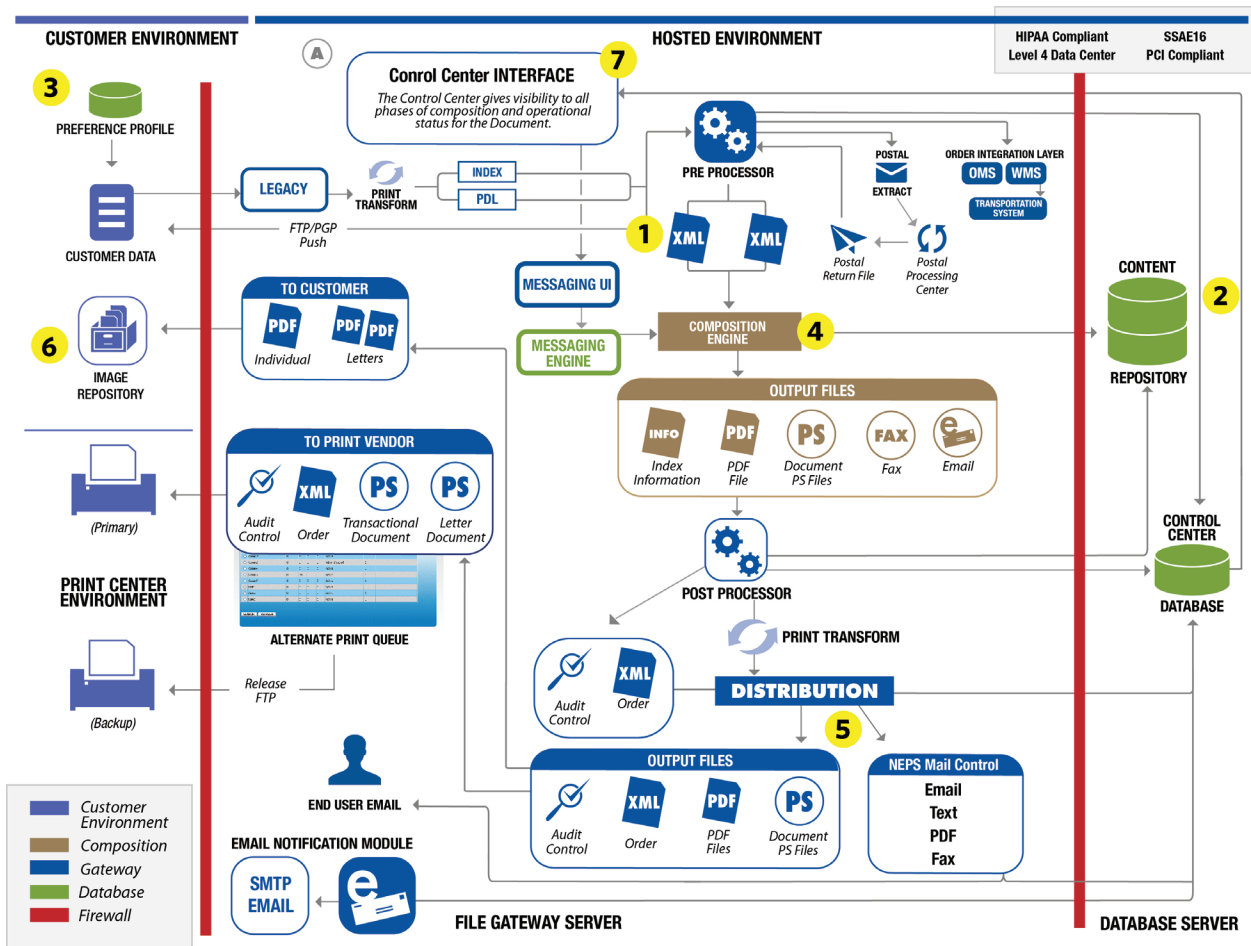 CUSTOMER ENVIRONMENT
HOSTED ENVIRONMENT
HIPAA Compliant
Level 4 Data Center
SSAE16
PCI Compliant
A
7
Conrol Center INTERFACE
The Control Center gives visibility to all
phases of composition and operational
status for the Document.
3
PREFERENCE PROFILE
CUSTOMER DATA
LEGACY
PRINT
TRANSFORM
INDEX
PDL
FTP/PGP
Push
1
PRE PROCESSOR
XML
XML
POSTAL
EXTRACT
Postal
Return File
Postal
Processing
Center
ORDER INTEGRATION LAYER
OMS
WMS
TRANSPORTATION
SYSTEM
CONTENT
REPOSITORY
2
MESSAGING UI
MESSAGING
ENGINE
COMPOSITION
ENGINE
4
TO CUSTOMER
PDF
Individual
PDF
PDF
Letters
6
IMAGE
REPOSITORY
OUTPUT FILES
INFO
Index
Information
PDF
PDF
File
PS
Document
PS Files
FAX
Fax
e
Email
TO PRINT VENDOR
Audit
Control
XML
Order
PS
Transactional
Document
PS
Letter
Document
(Primary)
PRINT CENTER
ENVIRONMENT
ALTERNATE PRINT QUEUE
(Backup)
Release
FTP
POST PROCESSOR
CONTROL
CENTER
DATABASE
PRINT TRANSFORM
Audit
Control
XML
Order
DISTRIBUTION
5
OUTPUT FILES
Audit
Control
XML
Order
PDF
PDF
Files
PS
Document
PS Files
NEPS Mail Control
Email
Text
PDF
Fax
END USER EMAIL
EMAIL NOTIFICATION MODULE
SMTP
EMAIL
e
FILE GATEWAY SERVER
DATABASE SERVER
Customer
Environment
Composition
Gateway
Database
Firewall